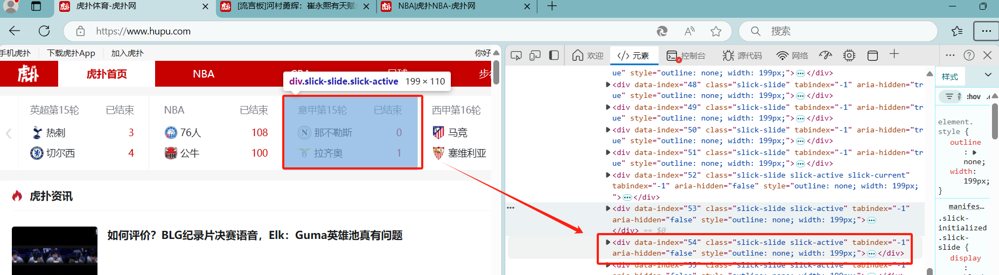 虎扑体育-虎扑网
[流言板]河村勇辉：崔永熙有天赋
NBA|虎扑NBA-虎扑网
https://www.hupu.com
搜索
手机虎扑 下载虎扑App 加入虎扑 你好
虎扑 虎扑首页 NBA
div.slick-slide.slick-active 199 × 110
英超第15轮 已结束
热刺 3
切尔西 4
NBA 已结束
76人 108
公牛 100
意甲第15轮 已结束
那不勒斯 0
拉齐奥 1
西甲第16轮
马竞
塞维利亚
虎扑资讯
如何评价？BLG纪录片决赛语音，Elk：Guma英雄池真有问题
欢迎 </> 元素 控制台 源代码 网络
ue" style="outline: none; width: 199px;">…</div>
<div data-index="48" class="slick-slide" tabindex="-1" aria-hidden="tr
ue" style="outline: none; width: 199px;">…</div>
<div data-index="49" class="slick-slide" tabindex="-1" aria-hidden="tr
ue" style="outline: none; width: 199px;">…</div>
<div data-index="50" class="slick-slide" tabindex="-1" aria-hidden="tr
ue" style="outline: none; width: 199px;">…</div>
<div data-index="51" class="slick-slide" tabindex="-1" aria-hidden="tr
ue" style="outline: none; width: 199px;">…</div>
<div data-index="52" class="slick-slide slick-active slick-current"
tabindex="-1" aria-hidden="false" style="outline: none; width: 199px;
">…</div>
<div data-index="53" class="slick-slide slick-active" tabindex="-1"
aria-hidden="false" style="outline: none; width: 199px;">…
</div> == $0
<div data-index="54" class="slick-slide slick-active" tabindex="-1"
aria-hidden="false" style="outline: none; width: 199px;">…</div>
<div data-index="55" class="slick-slide slick-active" tabindex="-1"
样式
:hov
element.
style {
outline
:
none;
width:
199px;
}
manifes…
.slick-
initialized
.slick-
slide {
display
: